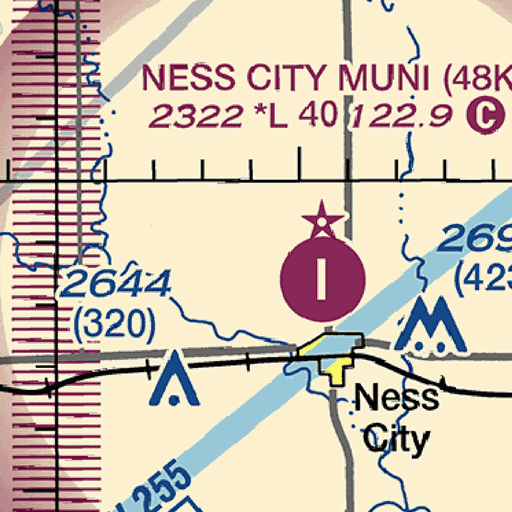 NESS CITY MUNI (48K
2322 *L 40 122.9 C
269
(423
2644
(320)
Ness
City
255